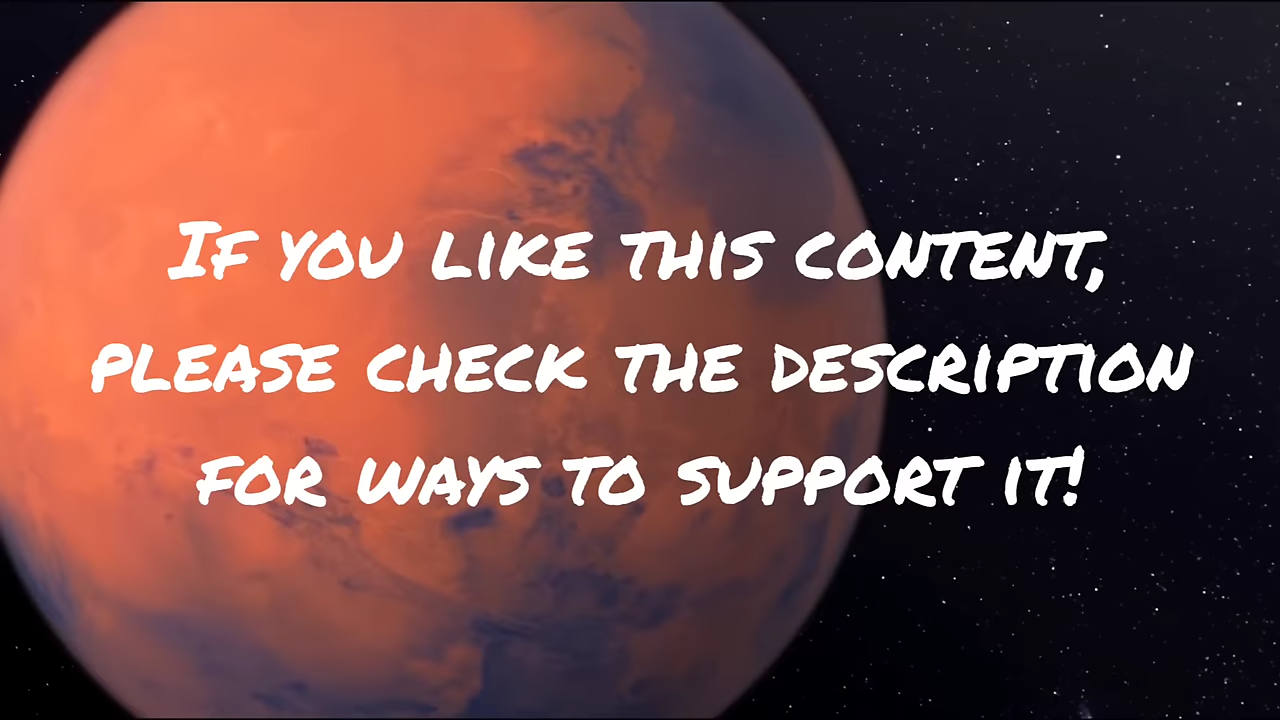 If you like this content,
please check the description
for ways to support it!